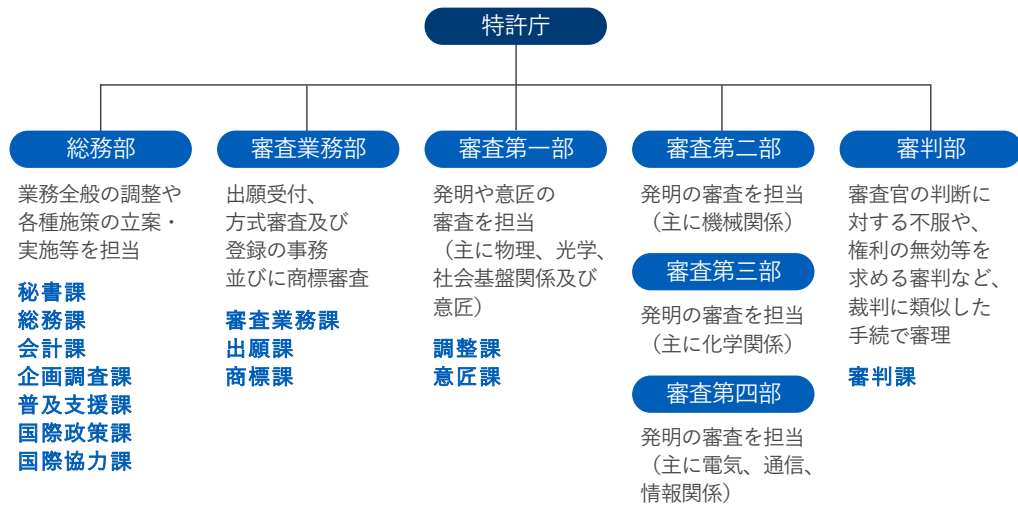 特許庁
総務部
業務全般の調整や
各種施策の立案・
実施等を担当
秘書課
総務課
会計課
企画調査課
普及支援課
国際政策課
国際協力課
審査業務部
出願受付、
方式審査及び
登録の事務
並びに商標審査
審査業務課
出願課
商標課
審査第一部
発明や意匠の
審査を担当
（主に物理、光学、
社会基盤関係及び
意匠）
調整課
意匠課
審査第二部
発明の審査を担当
（主に機械関係）
審査第三部
発明の審査を担当
（主に化学関係）
審査第四部
発明の審査を担当
（主に電気、通信、
情報関係）
審判部
審査官の判断に
対する不服や、
権利の無効等を
求める審判など、
裁判に類似した
手続で審理
審判課